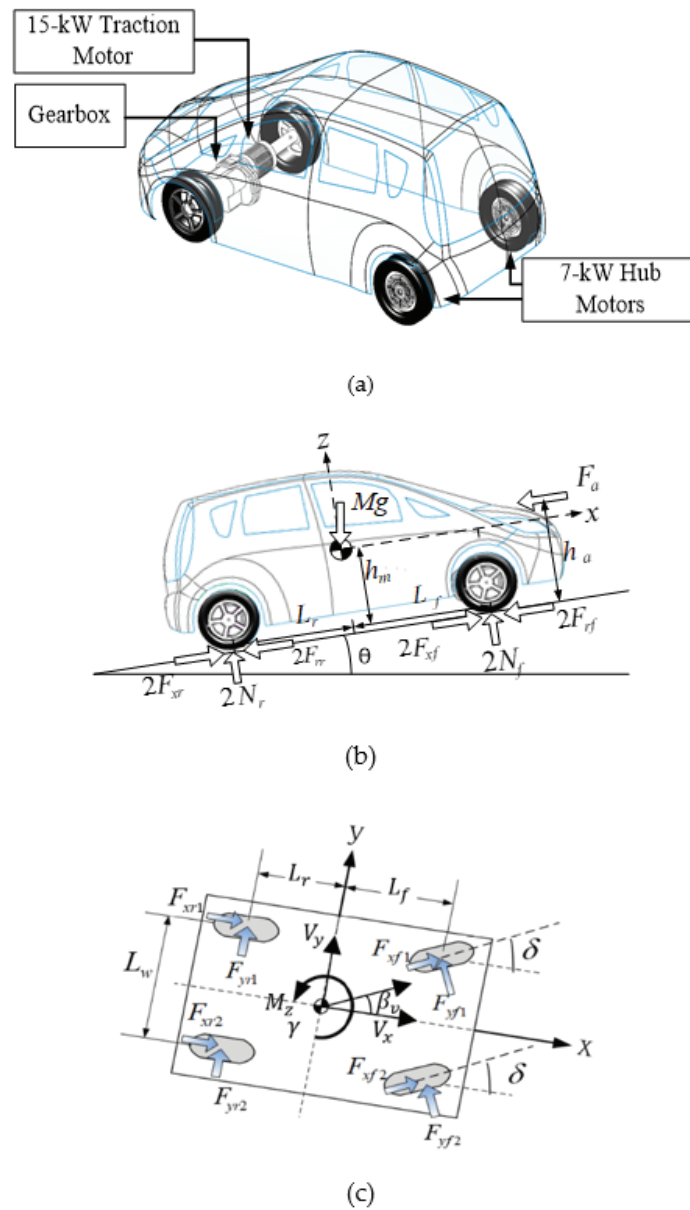 15-kW Traction
Motor
Gearbox
7-kW Hub
Motors
(a)
z
F_a
Mg
x
h_m
h_a
L_r
L_f
2F_rr
θ
2F_xf
2F_rf
2F_xr
2N_r
2N_f
(b)
y
L_r
L_f
F_xr1
V_y
F_xf1
δ
L_w
F_yr1
M_z
β_v
F_yf1
F_xr2
γ
V_x
X
F_xf2
δ
F_yr2
F_yf2
(c)